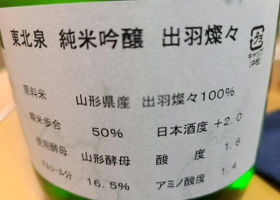 東北泉 純米吟醸 出羽燦々
原料米 山形県産 出羽燦々100%
精米歩合 50% 日本酒度 +2.0
使用酵母 山形酵母 酸度 1.6
アルコール分 16.5% アミノ酸度 1.4